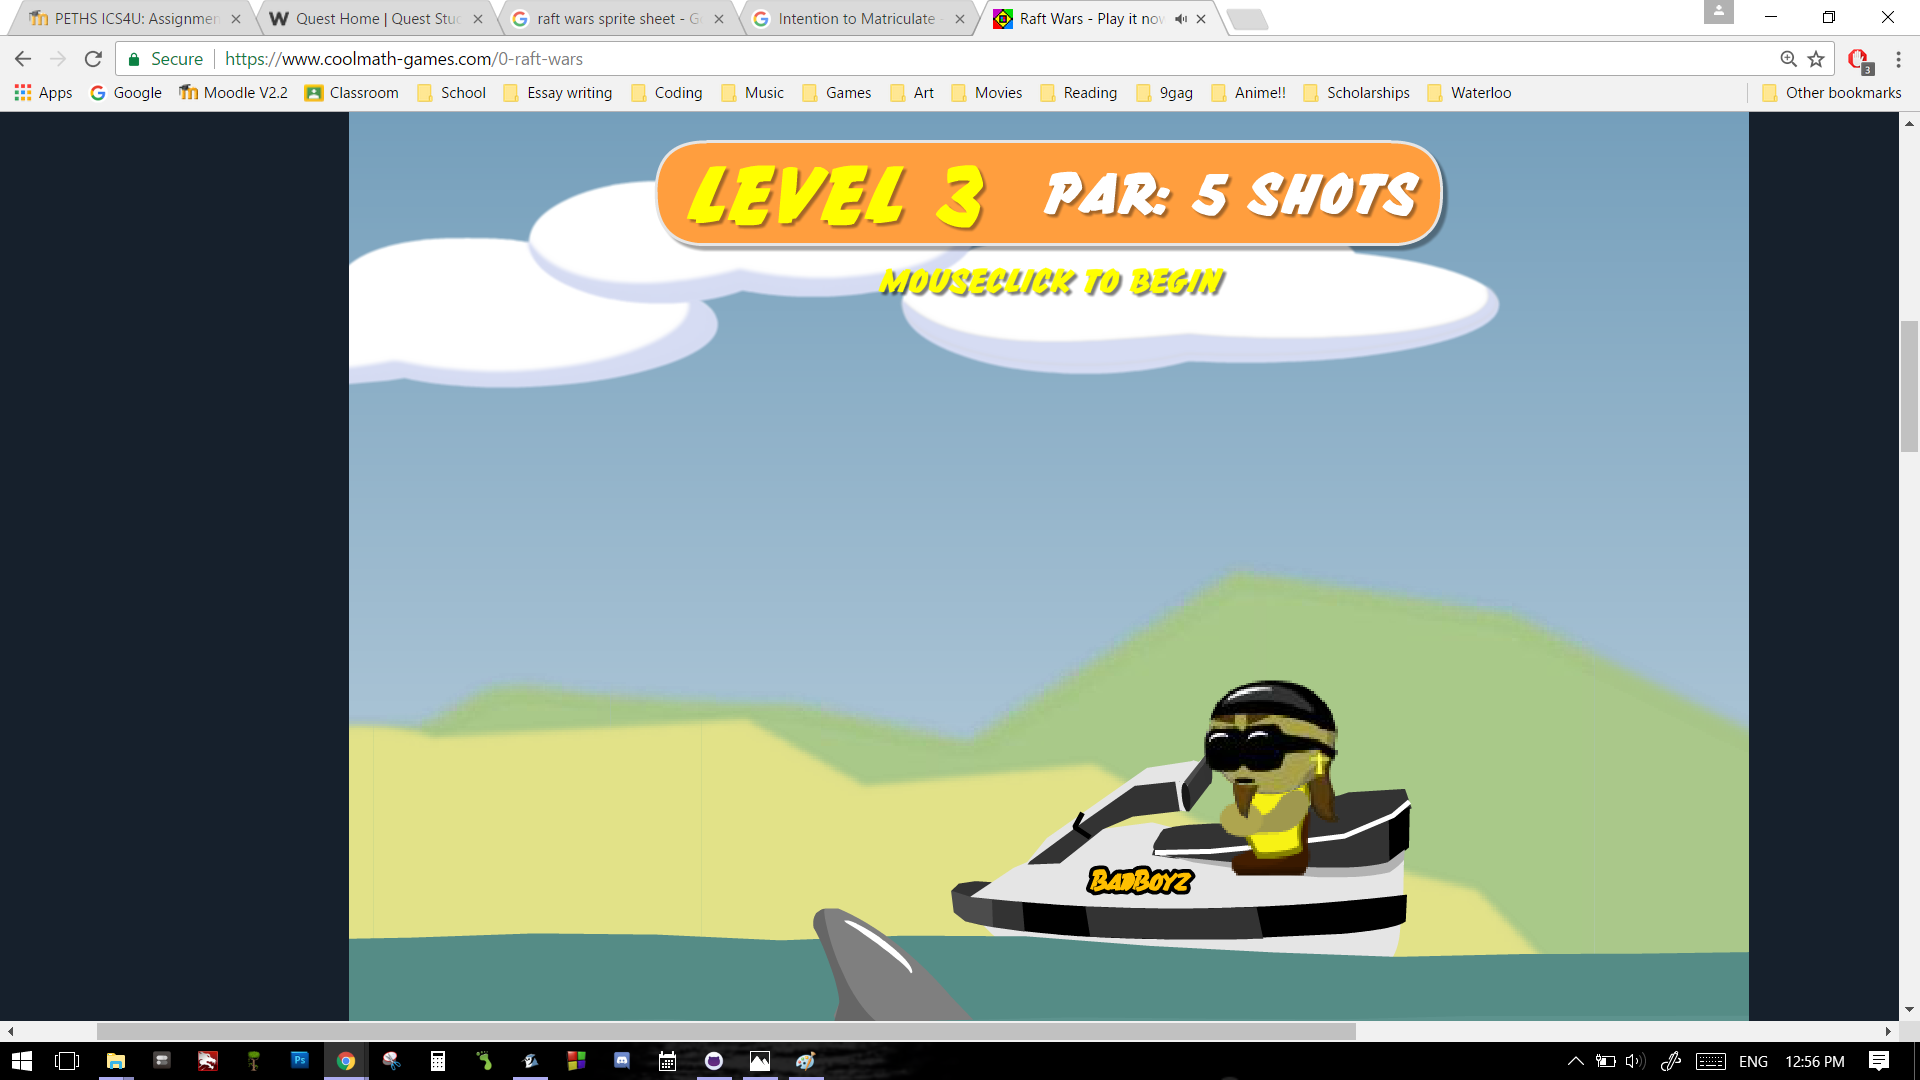 PETHS ICS4U: Assignmen
Quest Home | Quest Stu
raft wars sprite sheet - G
Intention to Matriculate -
Raft Wars - Play it now
Secure
https://www.coolmath-games.com/0-raft-wars
3
Apps
Google
Moodle V2.2
Classroom
School
Essay writing
Coding
Music
Games
Art
Movies
Reading
9gag
Anime!!
Scholarships
Waterloo
Other bookmarks
LEVEL 3 PAR: 5 SHOTS
MOUSECLICK TO BEGIN
BADBOYZ
Ps
ENG
12:56 PM